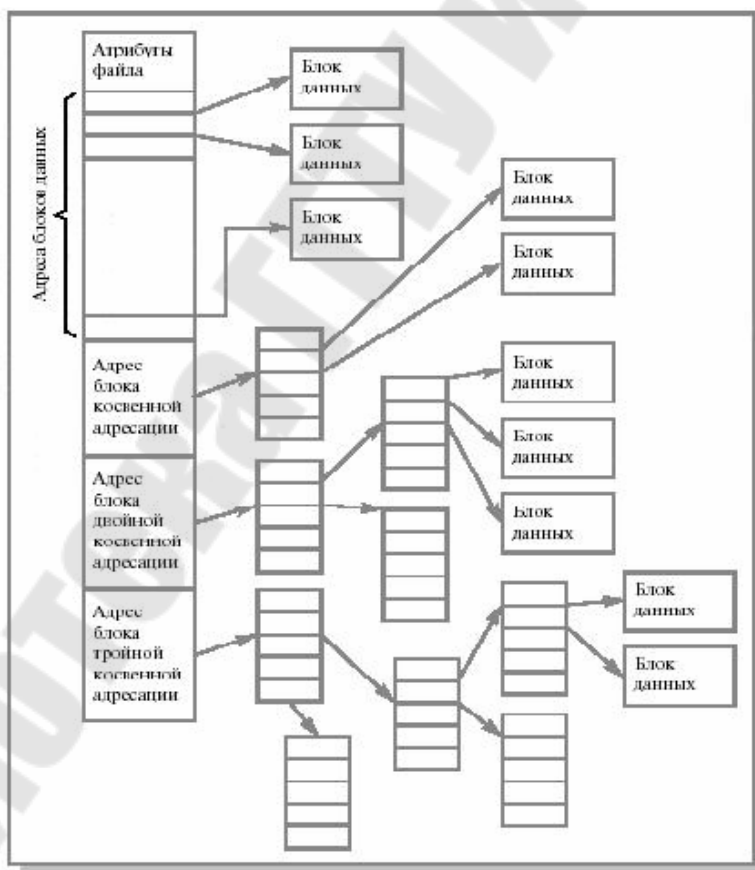 Атрибуты
файла
Адреса блоков данных
Блок
данных
Блок
данных
Блок
данных
Блок
данных
Блок
данных
Адрес
блока
косвенной
адресации
Блок
данных
Блок
данных
Блок
данных
Адрес
блока
двойной
косвенной
адресации
Адрес
блока
тройной
косвенной
адресации
Блок
данных
Блок
данных